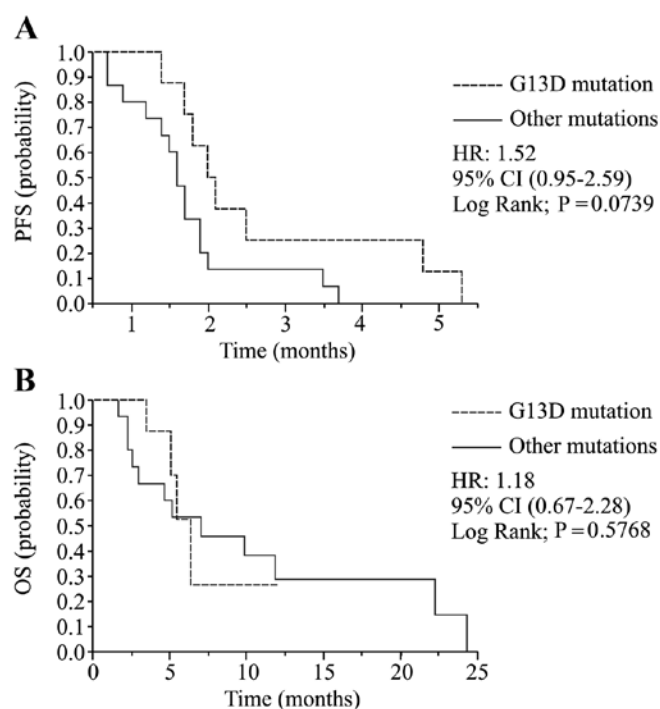 A
1.0
0.9
0.8
0.7
0.6
0.5
0.4
0.3
0.2
0.1
0.0
PFS (probability)
1 2 3 4 5
Time (months)
G13D mutation
Other mutations
HR: 1.52
95% CI (0.95-2.59)
Log Rank; P=0.0739
B
1.0
0.9
0.8
0.7
0.6
0.5
0.4
0.3
0.2
0.1
0.0
OS (probability)
0 5 10 15 20 25
Time (months)
G13D mutation
Other mutations
HR: 1.18
95% CI (0.67-2.28)
Log Rank; P=0.5768